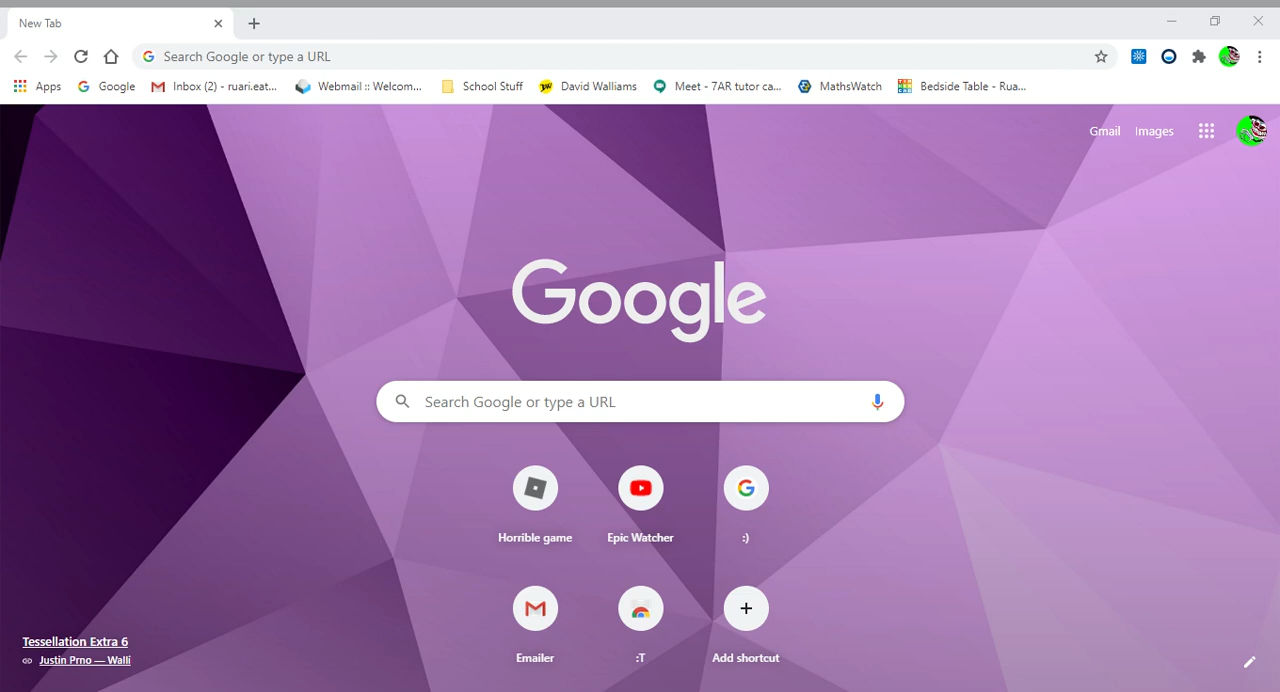 New Tab
Search Google or type a URL
Apps Google Inbox (2) - ruari.eat... Webmail :: Welcom... School Stuff David Walliams Meet - 7AR tutor ca... MathsWatch Bedside Table - Rua...
Gmail Images
Google
Search Google or type a URL
Horrible game Epic Watcher :)
Emailer :T Add shortcut
Tessellation Extra 6
Justin Prno — Walli